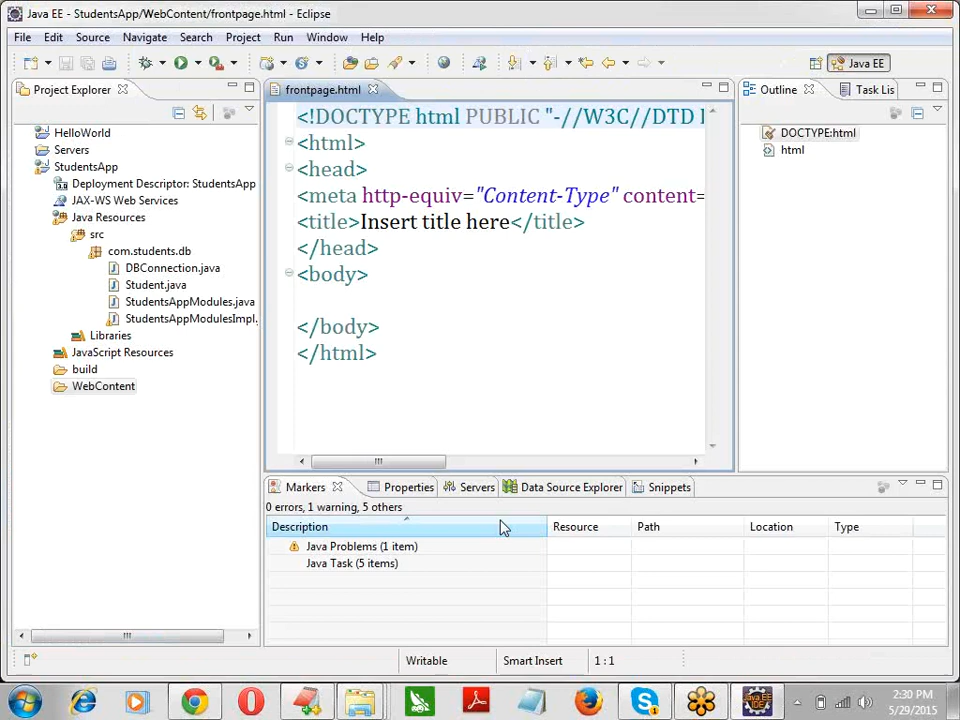 Java EE - StudentsApp/WebContent/frontpage.html - Eclipse
File Edit Source Navigate Search Project Run Window Help
Java EE
Project Explorer
HelloWorld
Servers
StudentsApp
Deployment Descriptor: StudentsApp
JAX-WS Web Services
Java Resources
src
com.students.db
DBConnection.java
Student.java
StudentsAppModules.java
StudentsAppModulesImpl.
Libraries
JavaScript Resources
build
WebContent
frontpage.html
<!DOCTYPE html PUBLIC "-//W3C//DTD
<html>
<head>
<meta http-equiv="Content-Type" content=
<title>Insert title here</title>
</head>
<body>
</body>
</html>
Outline Task Lis
DOCTYPE:html
html
Markers Properties Servers Data Source Explorer Snippets
0 errors, 1 warning, 5 others
Description Resource Path Location Type
Java Problems (1 item)
Java Task (5 items)
Writable Smart Insert 1 : 1
Java EE
IDE
2:30 PM
5/29/2015